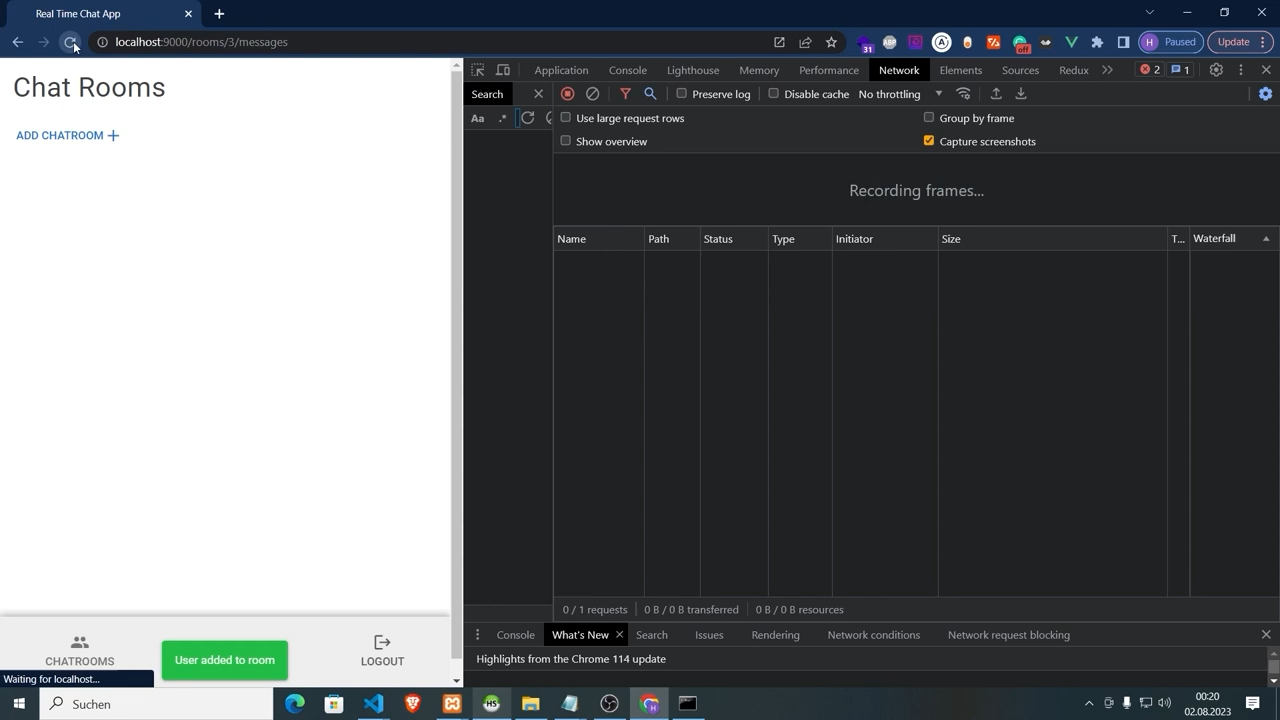 Real Time Chat App
localhost:9000/rooms/3/messages
31
ABP
A
off
H
Paused
Update
Chat Rooms
ADD CHATROOM
CHATROOMS
User added to room
LOGOUT
Waiting for localhost...
Application
Console
Lighthouse
Memory
Performance
Network
Elements
Sources
Redux
2
1
Search
Preserve log
Disable cache
No throttling
Aa
.*
Use large request rows
Group by frame
Show overview
Capture screenshots
Recording frames...
Name
Path
Status
Type
Initiator
Size
T...
Waterfall
0 / 1 requests
0 B / 0 B transferred
0 B / 0 B resources
Console
What's New
Search
Issues
Rendering
Network conditions
Network request blocking
Highlights from the Chrome 114 update
Suchen
HS
H
00:20
02.08.2023